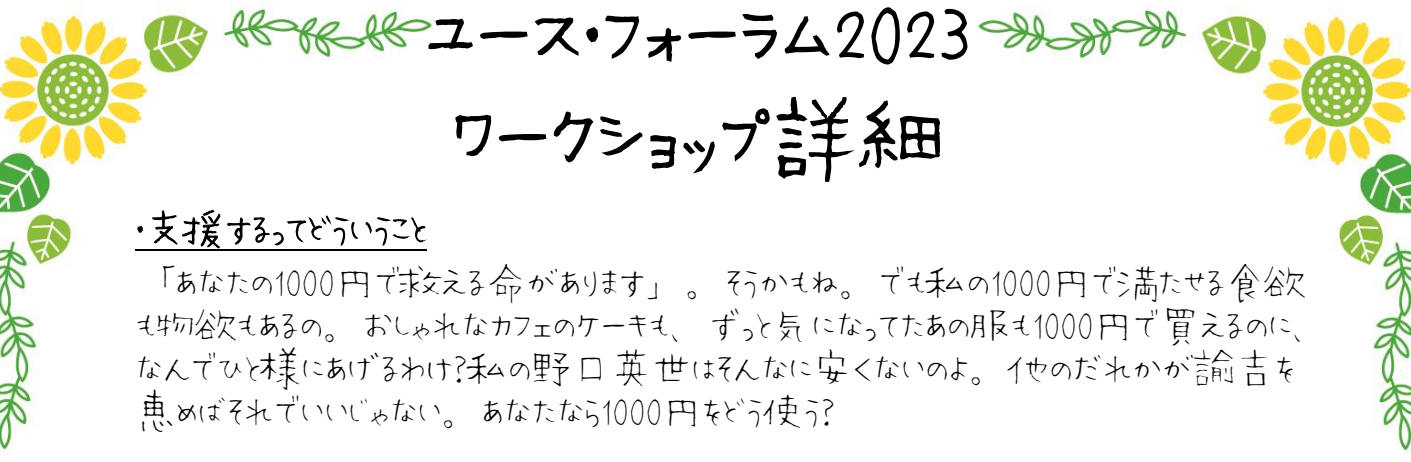 ユース・フォーラム2023
ワークショップ詳細
・支援するってどういうこと
「あなたの1000円で救える命があります」。そうかもね。でも私の1000円で満たせる食欲
も物欲もあるの。おしゃれなカフェのケーキも、ずっと気になってたあの服も1000円で買えるのに、
なんでひと様にあげるわけ?私の野口英世はそんなに安くないのよ。他のだれかが諭吉を
恵めばそれでいいじゃない。あなたなら1000円をどう使う?